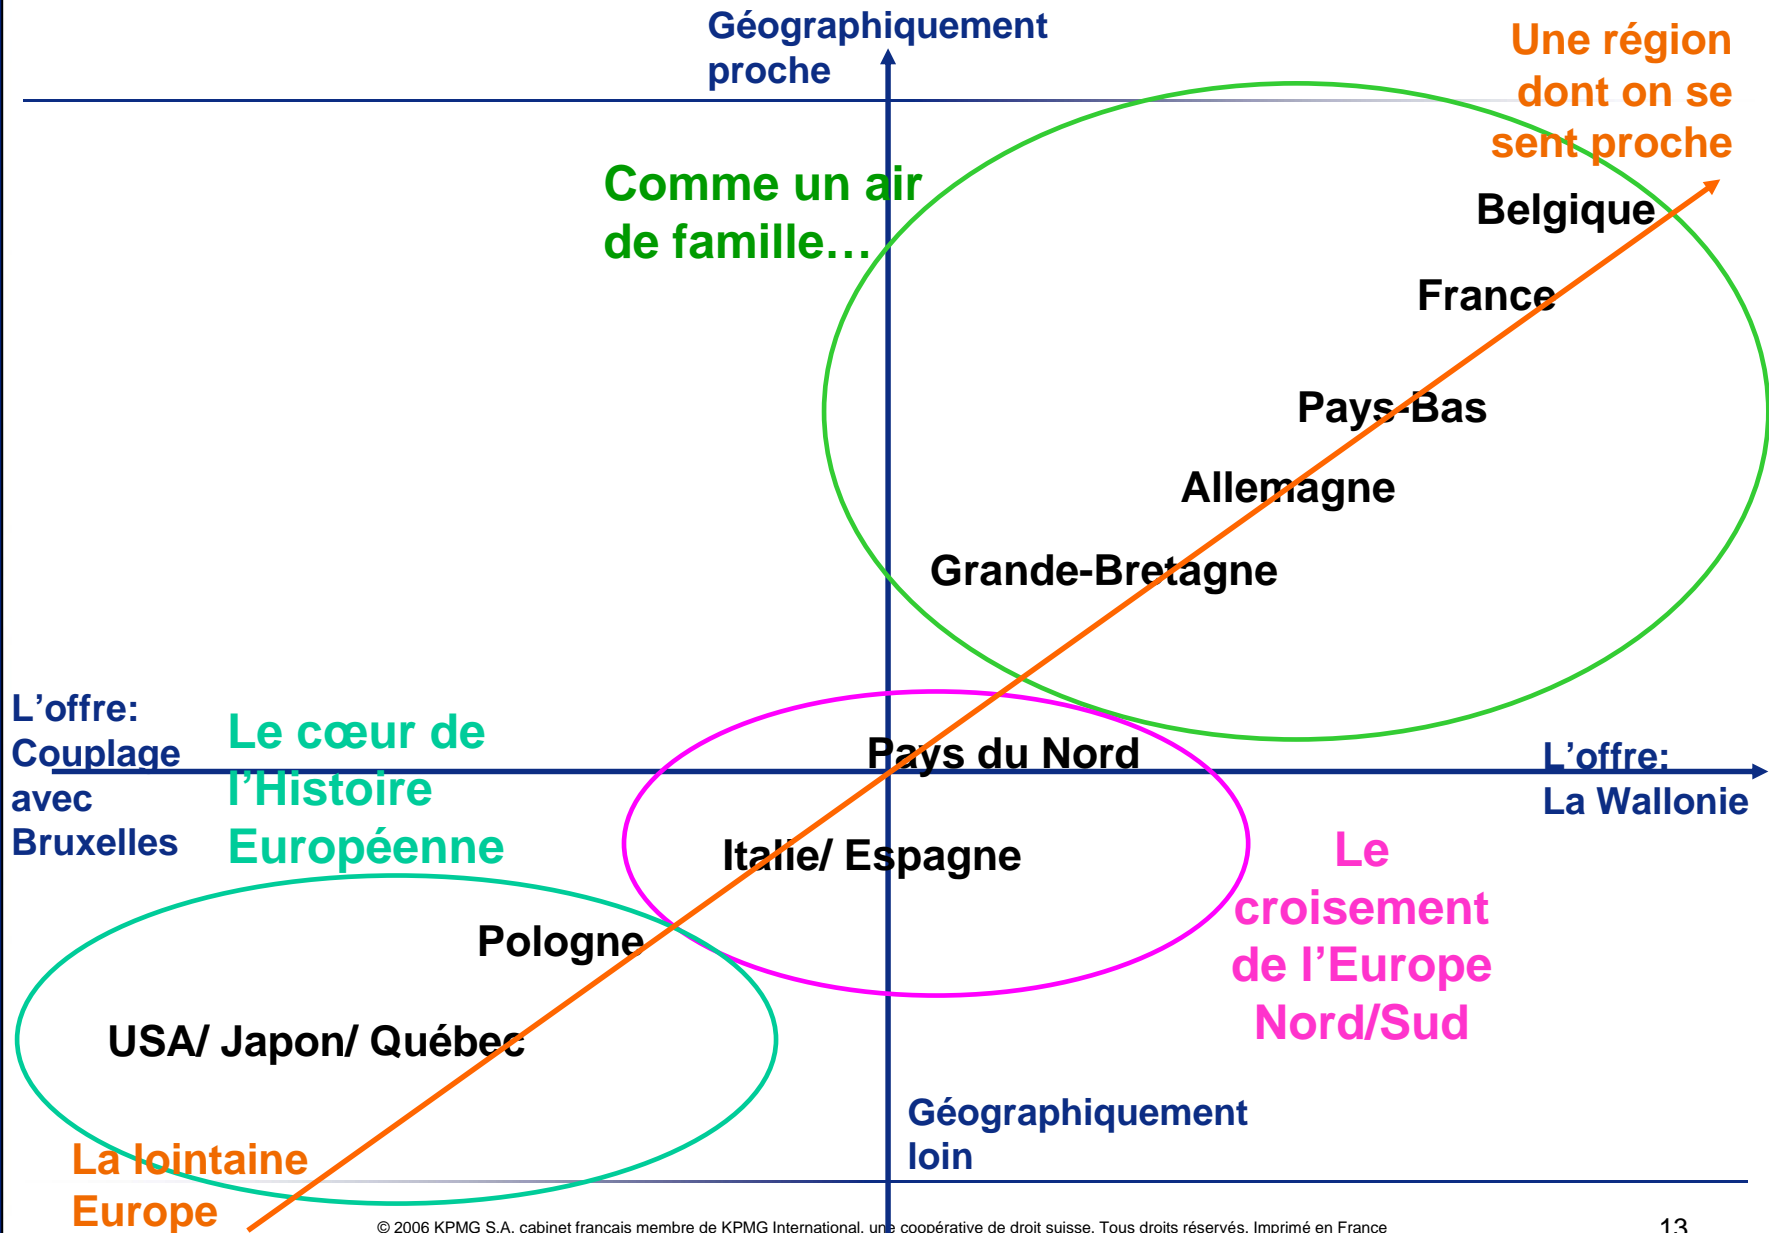 Géographiquement
proche
Une région
dont on se
sent proche
Comme un air
de famille…
Belgique
France
Pays-Bas
Allemagne
Grande-Bretagne
L’offre:
Couplage
avec
Bruxelles
Le cœur de
l’Histoire
Européenne
Pays du Nord
L’offre:
La Wallonie
Italie/ Espagne
Le
croisement
de l’Europe
Nord/Sud
Pologne
USA/ Japon/ Québec
Géographiquement
loin
La lointaine
Europe
© 2006 KPMG S.A. cabinet français membre de KPMG International, une coopérative de droit suisse. Tous droits réservés. Imprimé en France
13